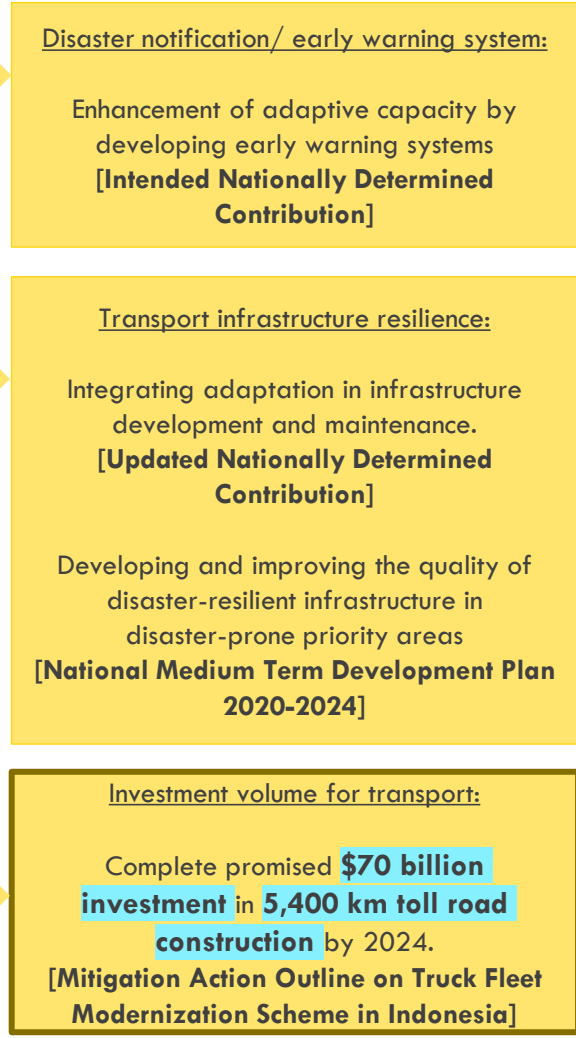 Disaster notification/ early warning system:
Enhancement of adaptive capacity by
developing early warning systems
[Intended Nationally Determined
Contribution]
Transport infrastructure resilience:
Integrating adaptation in infrastructure
development and maintenance.
[Updated Nationally Determined
Contribution]
Developing and improving the quality of
disaster-resilient infrastructure in
disaster-prone priority areas
[National Medium Term Development Plan
2020-2024]
Investment volume for transport:
Complete promised $70 billion
investment in 5,400 km toll road
construction by 2024.
[Mitigation Action Outline on Truck Fleet
Modernization Scheme in Indonesia]